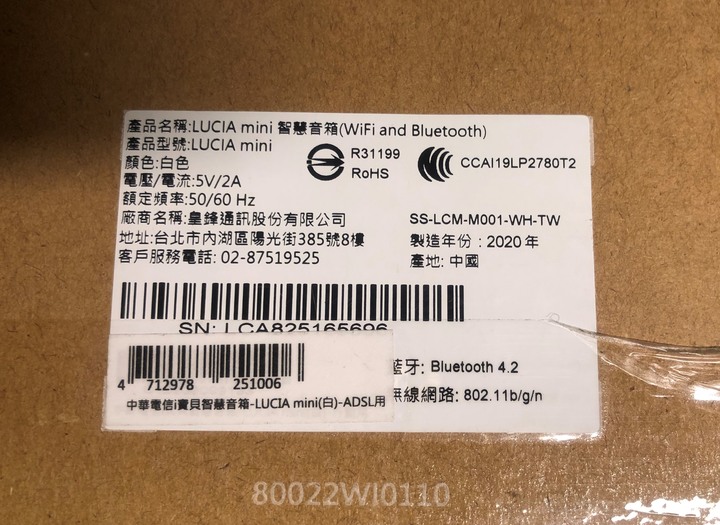 產品名稱:LUCIA mini 智慧音箱(WiFi and Bluetooth)
產品型號:LUCIA mini
顏色:白色
電壓/電流:5V/2A
額定頻率:50/60 Hz
廠商名稱:皇鋒通訊股份有限公司
地址:台北市內湖區陽光街385號8樓
客戶服務電話: 02-87519525
R31199
RoHS
CCAI19LP2780T2
SS-LCM-M001-WH-TW
製造年份：2020 年
產地: 中國
SN: LCA825165696
藍牙: Bluetooth 4.2
無線網路: 802.11b/g/n
4 712978 251006
中華電信i寶貝智慧音箱-LUCIA mini(白)-ADSL用
80022WI0110